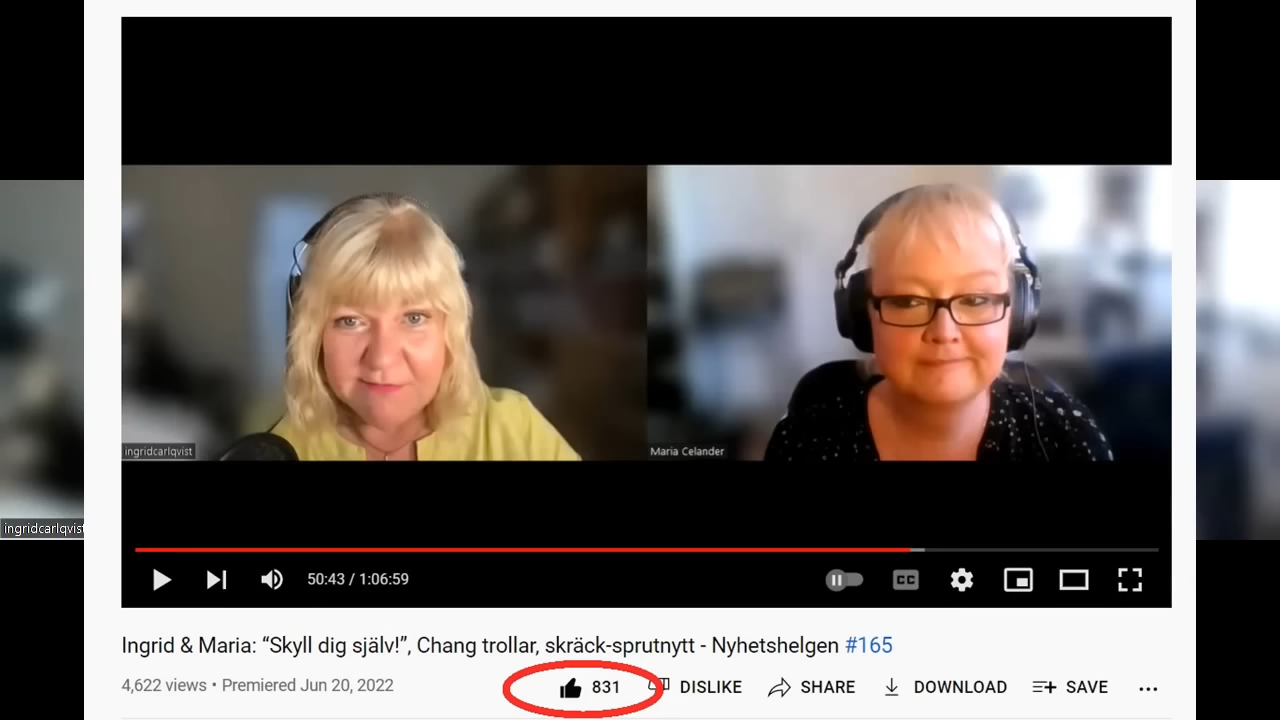 ingridcarlqvist
Maria Celander
ingridcarlqvist
50:43 / 1:06:59
CC
Ingrid & Maria: “Skyll dig själv!”, Chang trollar, skräck-sprutnytt - Nyhetshelgen #165
4,622 views • Premiered Jun 20, 2022
831 DISLIKE SHARE DOWNLOAD SAVE